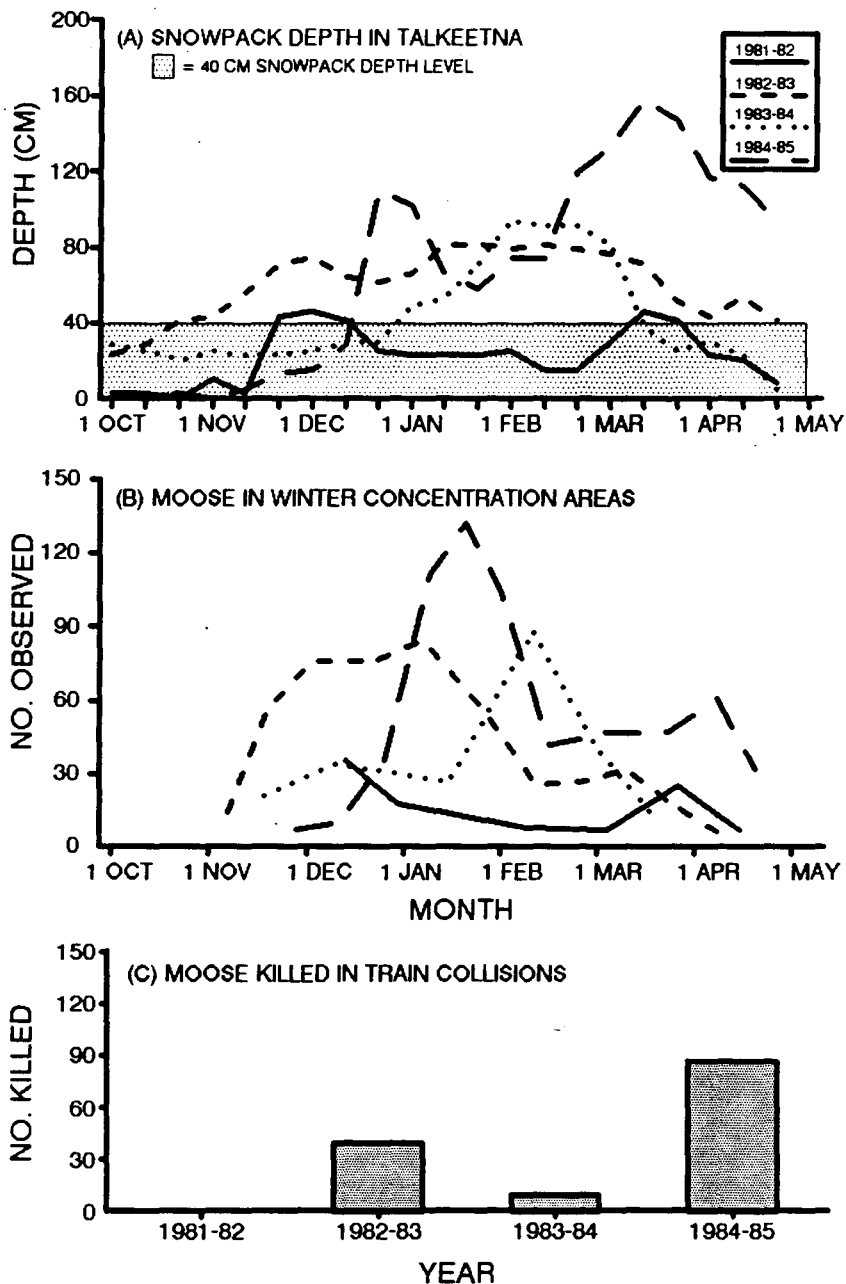 (A) SNOWPACK DEPTH IN TALKEETNA
= 40 CM SNOWPACK DEPTH LEVEL
1981-82
1982-83
1983-84
1984-85
DEPTH (CM)
200
160
120
80
40
0
1 OCT 1 NOV 1 DEC 1 JAN 1 FEB 1 MAR 1 APR 1 MAY
(B) MOOSE IN WINTER CONCENTRATION AREAS
NO. OBSERVED
150
120
90
60
30
0
1 OCT 1 NOV 1 DEC 1 JAN 1 FEB 1 MAR 1 APR 1 MAY
MONTH
(C) MOOSE KILLED IN TRAIN COLLISIONS
NO. KILLED
150
120
90
60
30
0
1981-82 1982-83 1983-84 1984-85
YEAR